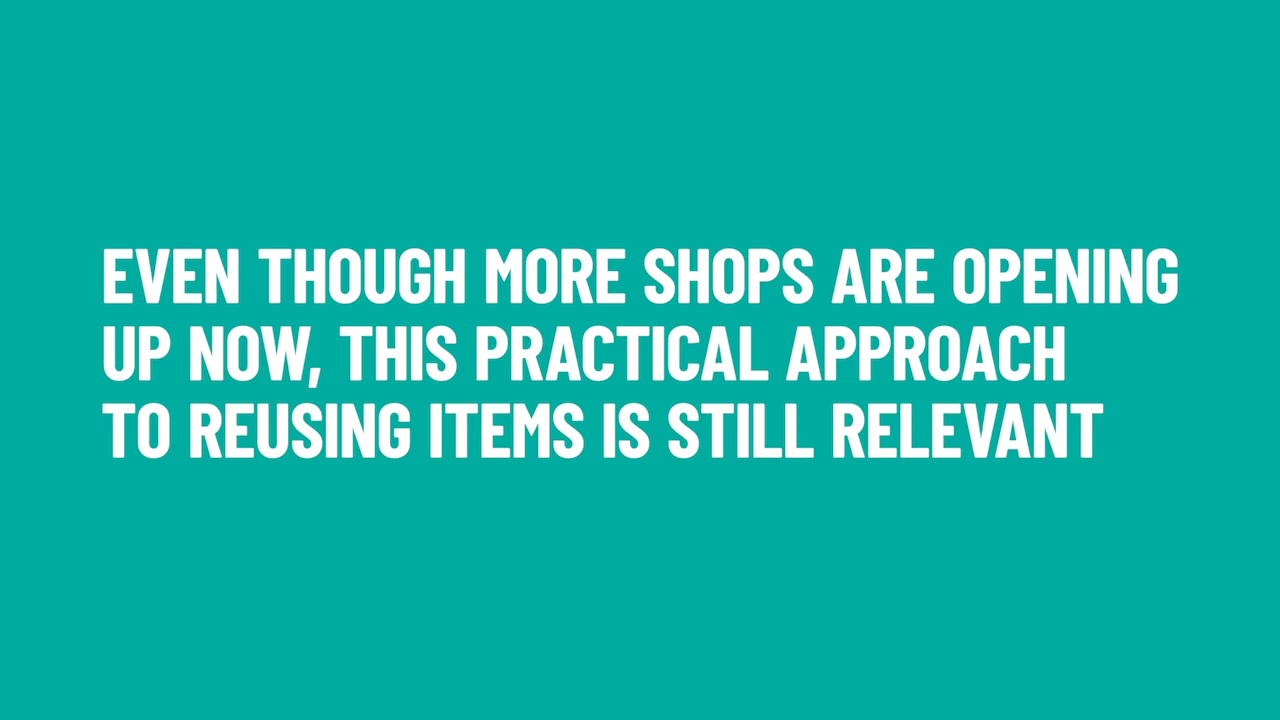 EVEN THOUGH MORE SHOPS ARE OPENING
UP NOW, THIS PRACTICAL APPROACH
TO REUSING ITEMS IS STILL RELEVANT